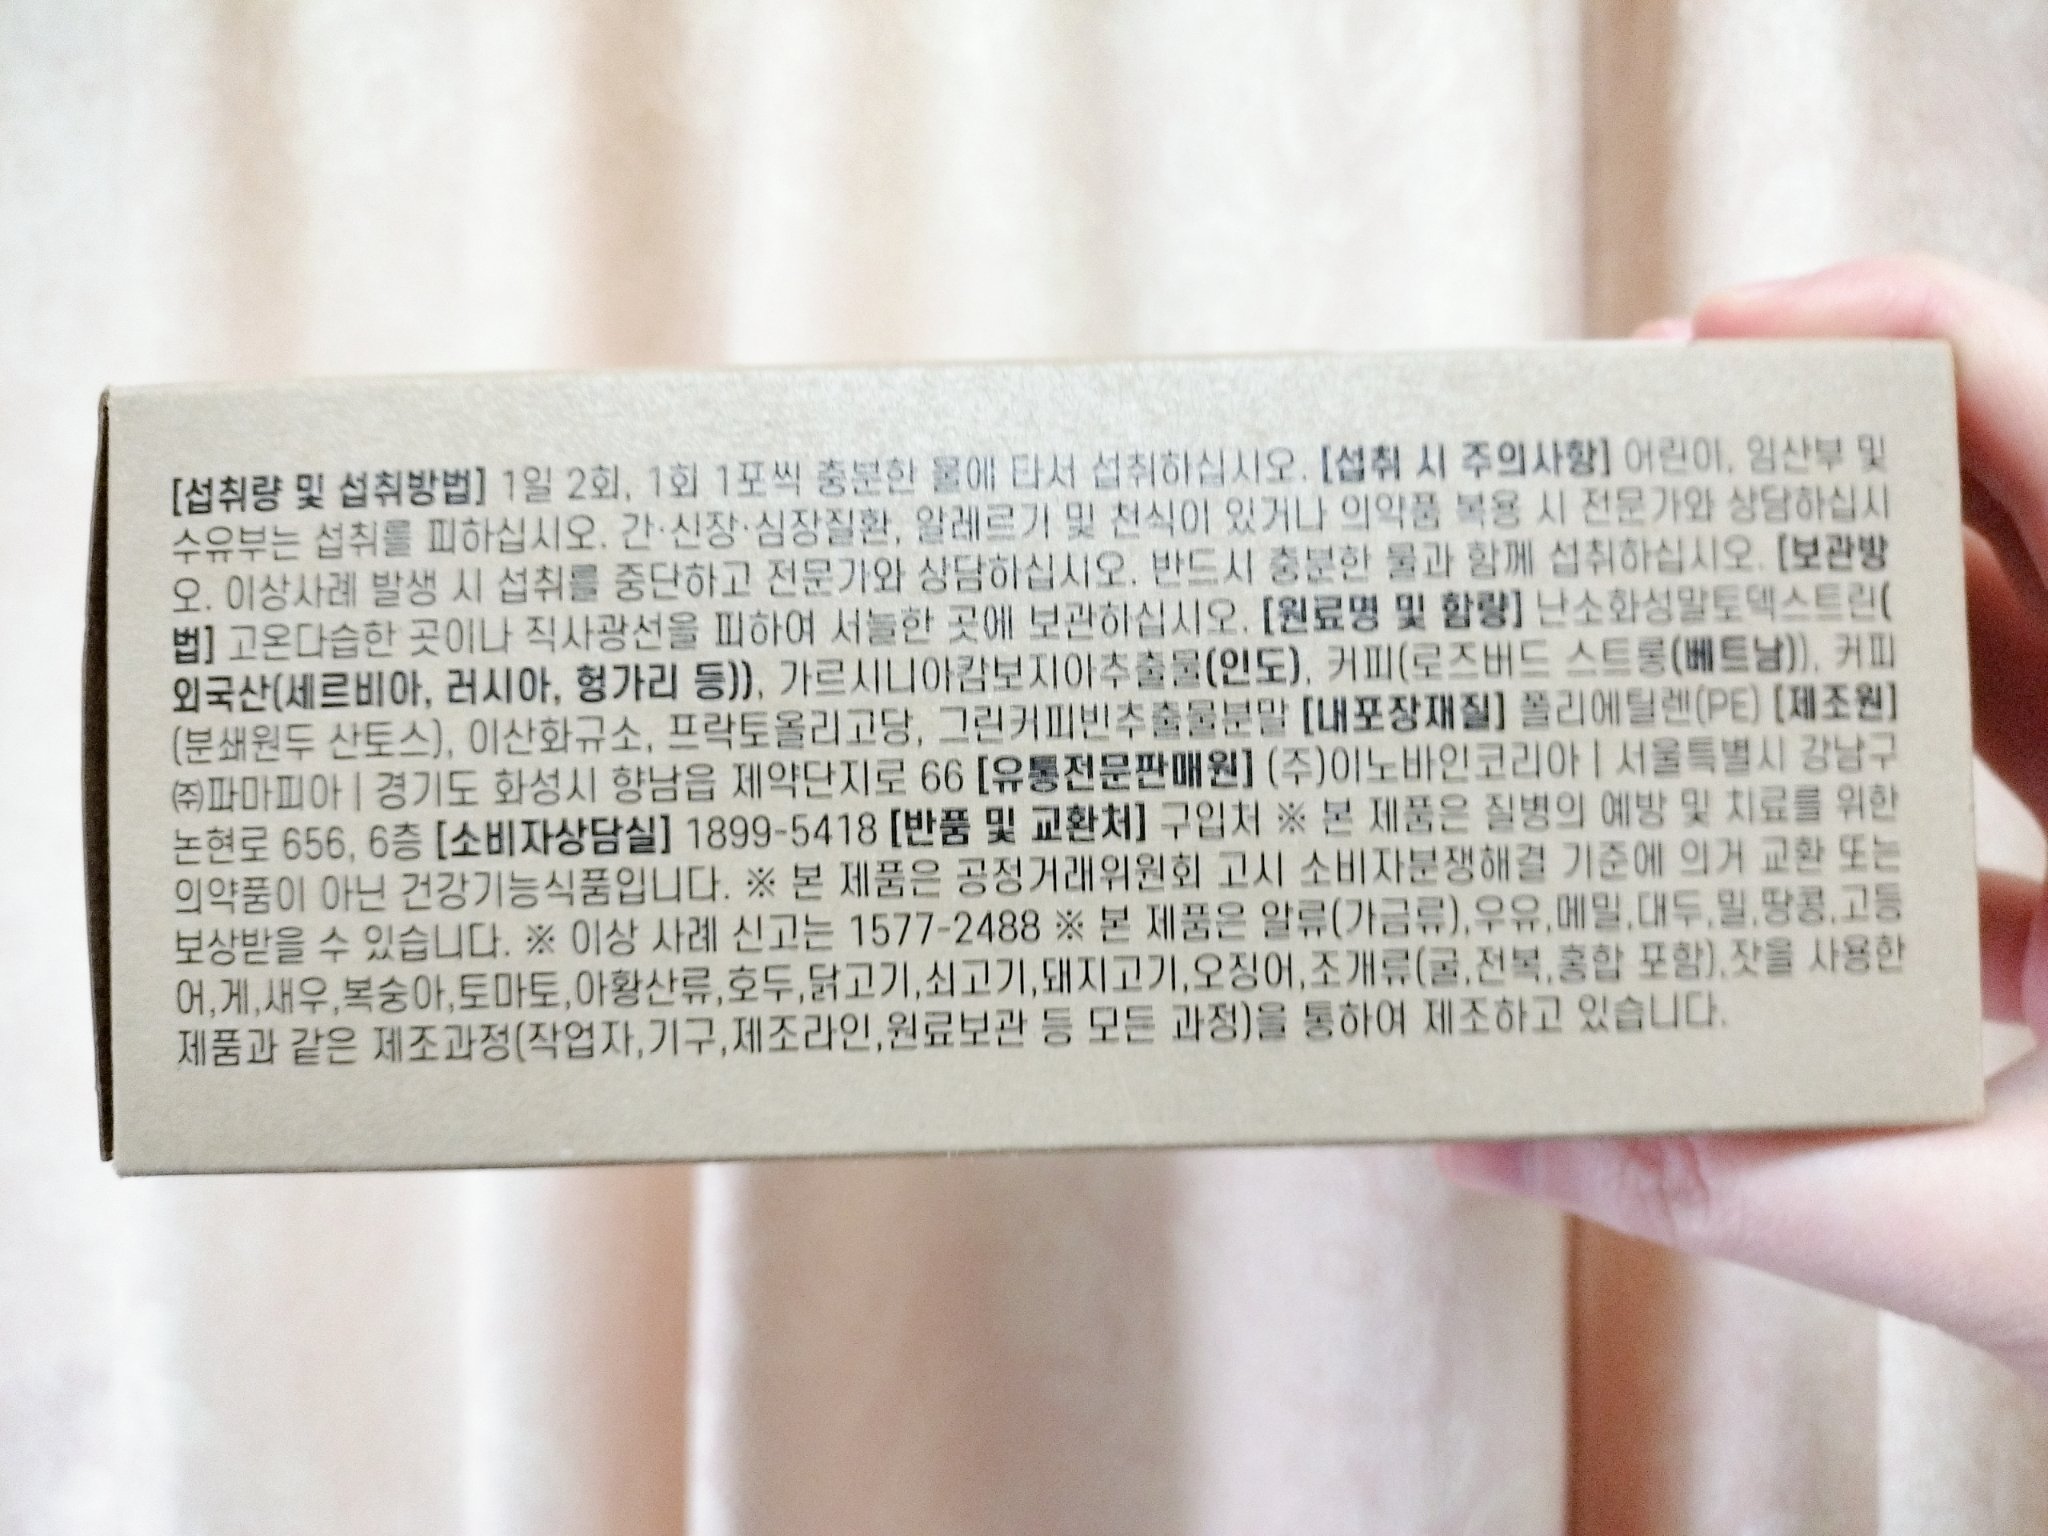 [섭취량 및 섭취방법] 1일 2회, 1회 1포씩 충분한 물에 타서 섭취하십시오. [섭취 시 주의사항] 어린이, 임산부 및
수유부는 섭취를 피하십시오. 간·신장·심장질환, 알레르기 및 천식이 있거나 의약품 복용 시 전문가와 상담하십시
오. 이상사례 발생 시 섭취를 중단하고 전문가와 상담하십시오. 반드시 충분한 물과 함께 섭취하십시오. [보관방
법] 고온다습한 곳이나 직사광선을 피하여 서늘한 곳에 보관하십시오. [원료명 및 함량] 난소화성말토덱스트린(
외국산(세르비아, 러시아, 헝가리 등)), 가르시니아캄보지아추출물(인도), 커피(로즈버드 스트롱(베트남)), 커피
(분쇄원두 산토스), 이산화규소, 프락토올리고당, 그린커피빈추출물분말 [내포장재질] 폴리에틸렌(PE) [제조원]
㈜파마피아 | 경기도 화성시 향남읍 제약단지로 66 [유통전문판매원] (주)이노바인코리아 | 서울특별시 강남구
논현로 656, 6층 [소비자상담실] 1899-5418 [반품 및 교환처] 구입처 ※ 본 제품은 질병의 예방 및 치료를 위한
의약품이 아닌 건강기능식품입니다. ※ 본 제품은 공정거래위원회 고시 소비자분쟁해결 기준에 의거 교환 또는
보상받을 수 있습니다. ※ 이상 사례 신고는 1577-2488 ※ 본 제품은 알류(가금류),우유,메밀,대두,밀,땅콩,고등
어,게,새우,복숭아,토마토,아황산류,호두,닭고기,쇠고기,돼지고기,오징어,조개류(굴,전복,홍합 포함),잣을 사용한
제품과 같은 제조과정(작업자,기구,제조라인,원료보관 등 모든 과정)을 통하여 제조하고 있습니다.